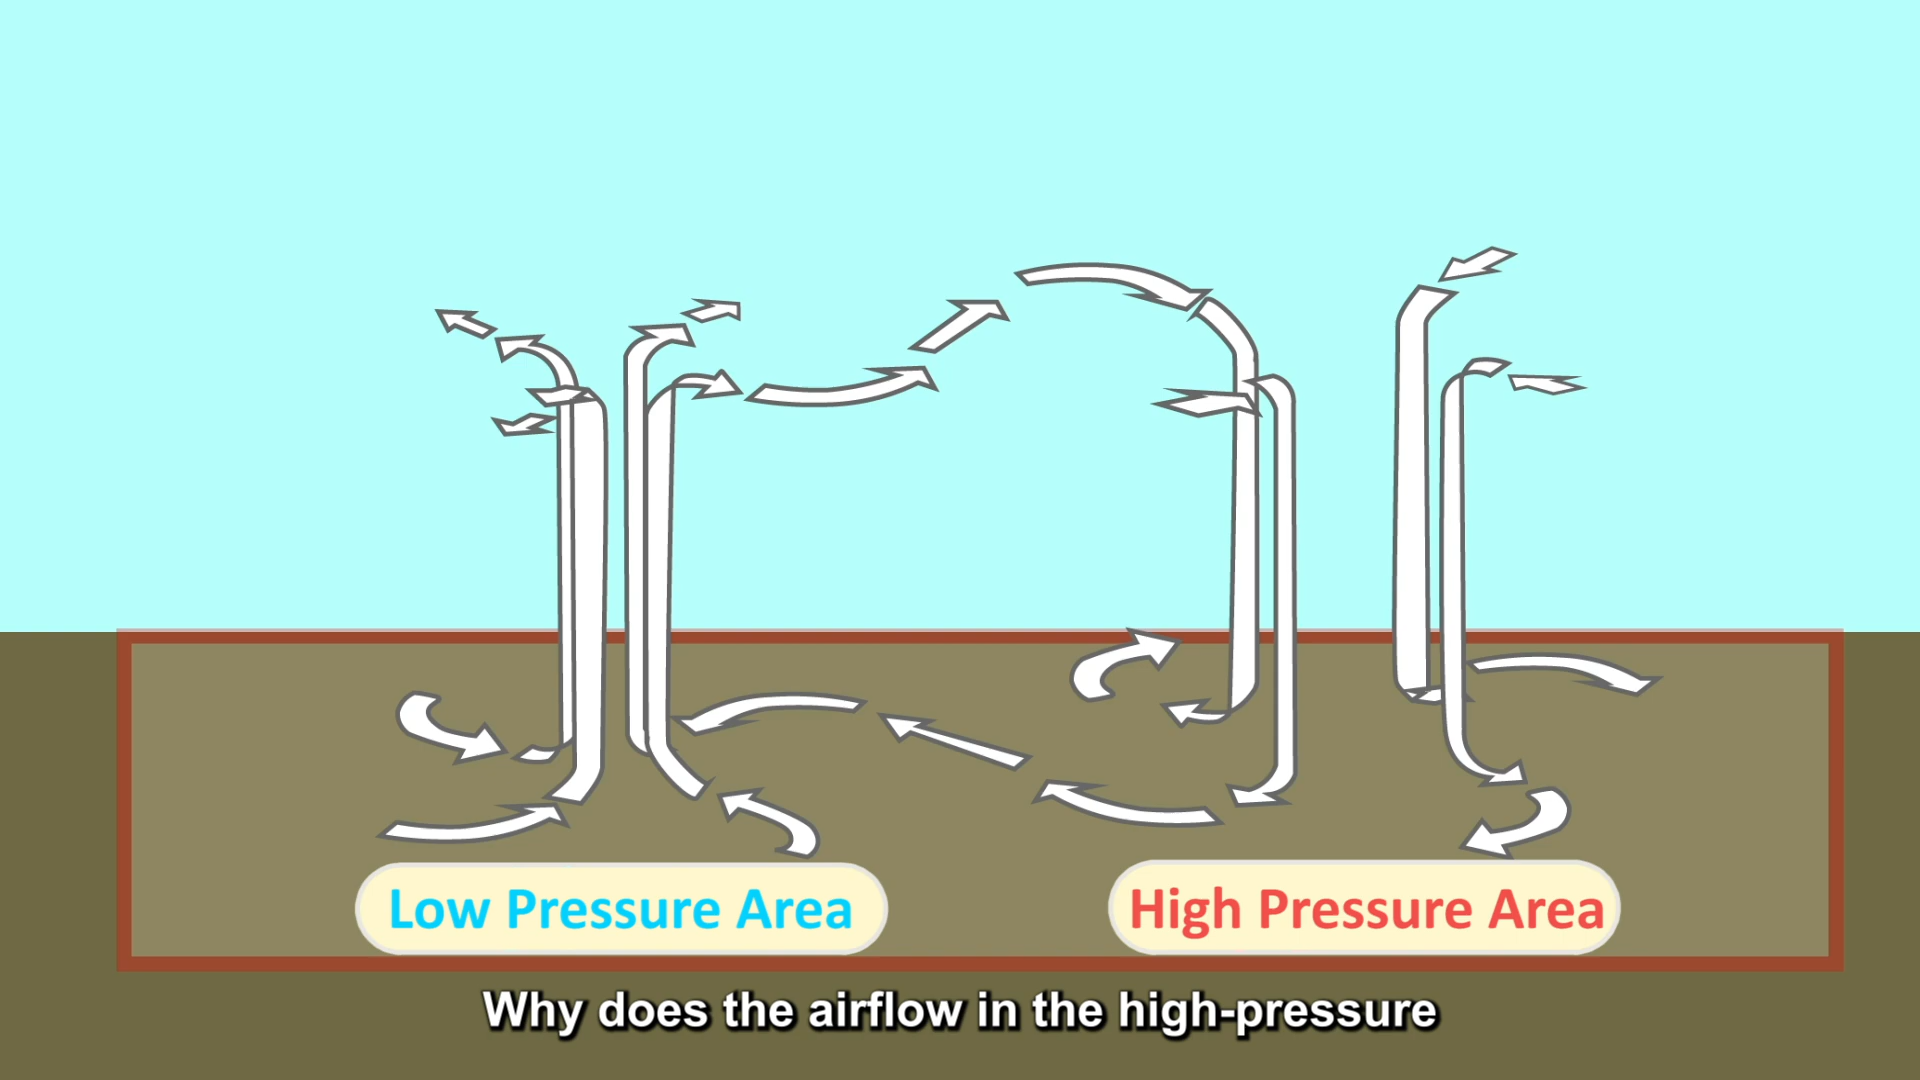 Low Pressure Area
High Pressure Area
Why does the airflow in the high-pressure